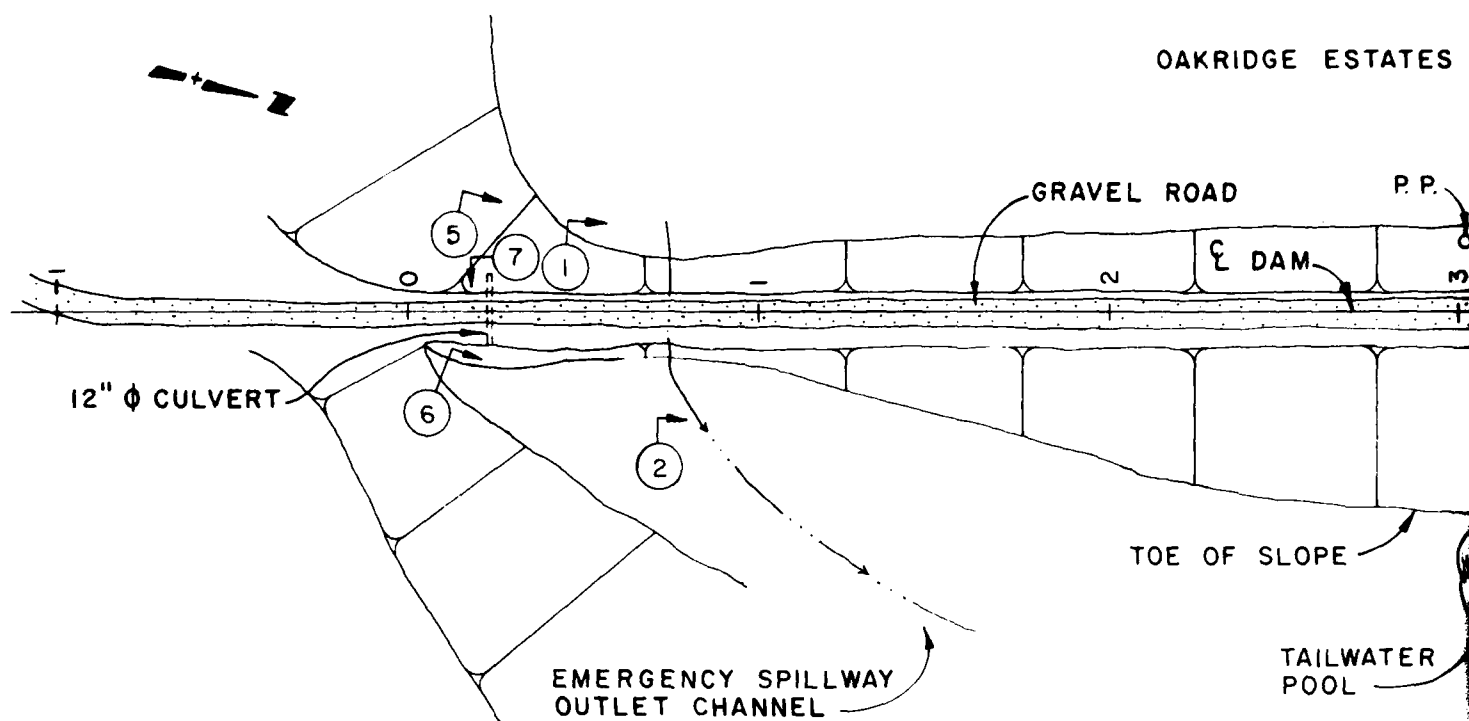 OAKRIDGE ESTATES
N
GRAVEL ROAD
P.P.
5
7
1
℄ DAM
1
0
1
2
3
12" ϕ CULVERT
6
2
TOE OF SLOPE
EMERGENCY SPILLWAY
OUTLET CHANNEL
TAILWATER
POOL